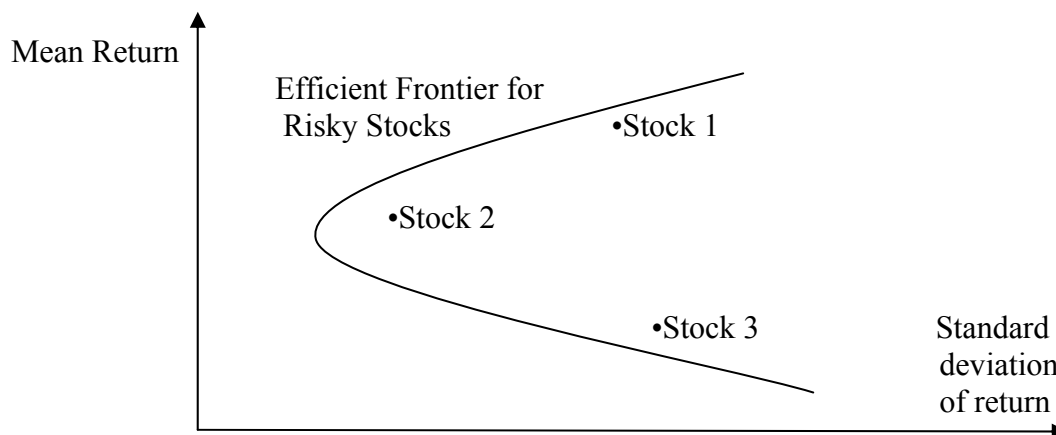 Mean Return
Efficient Frontier for
Risky Stocks
•Stock 1
•Stock 2
•Stock 3
Standard
deviation
of return